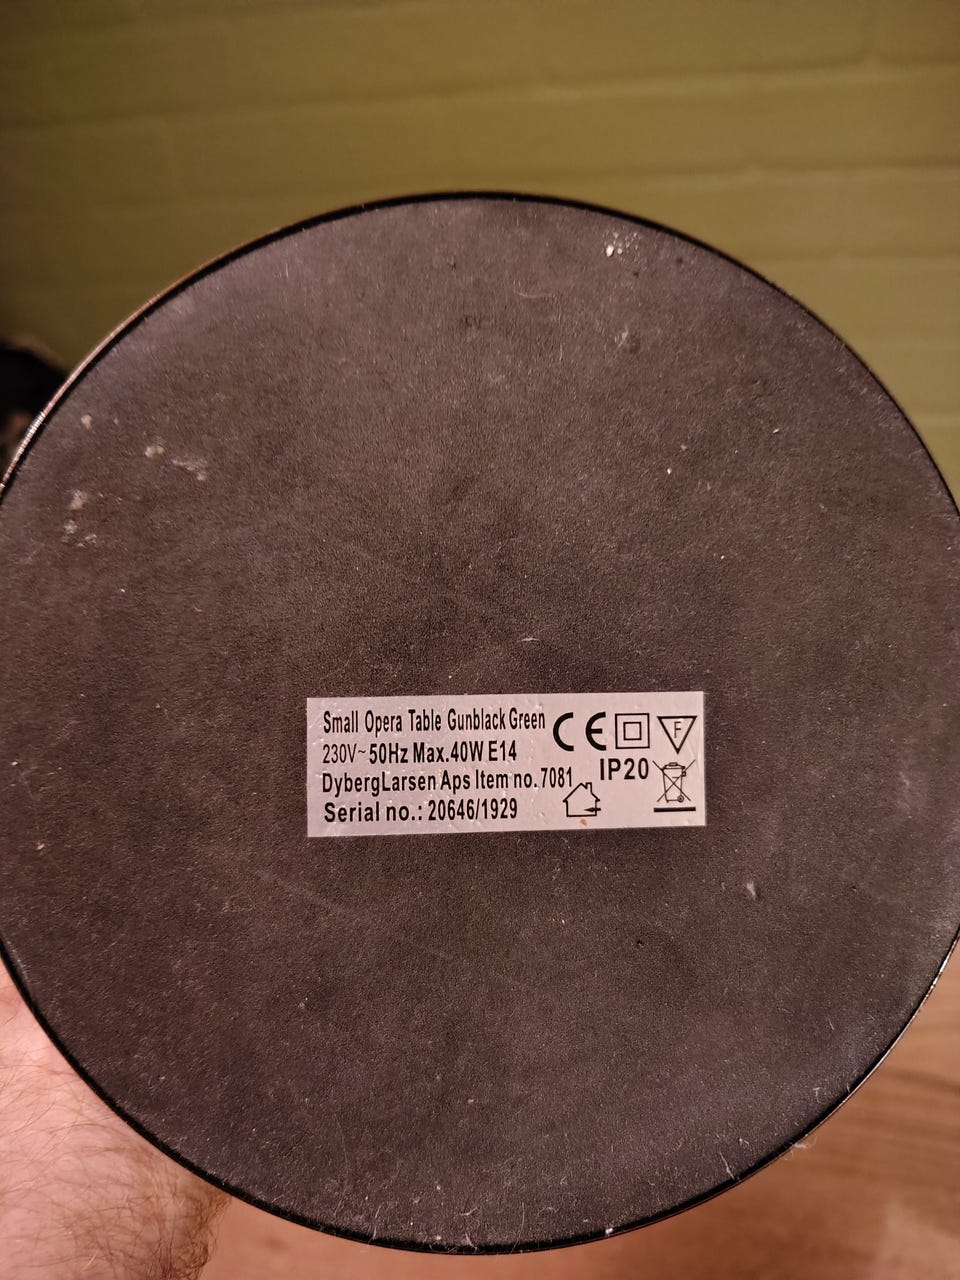 Small Opera Table Gunblack Green CE F
230V~50Hz Max.40W E14
DybergLarsen Aps Item no. 7081 IP20
Serial no.: 20646/1929